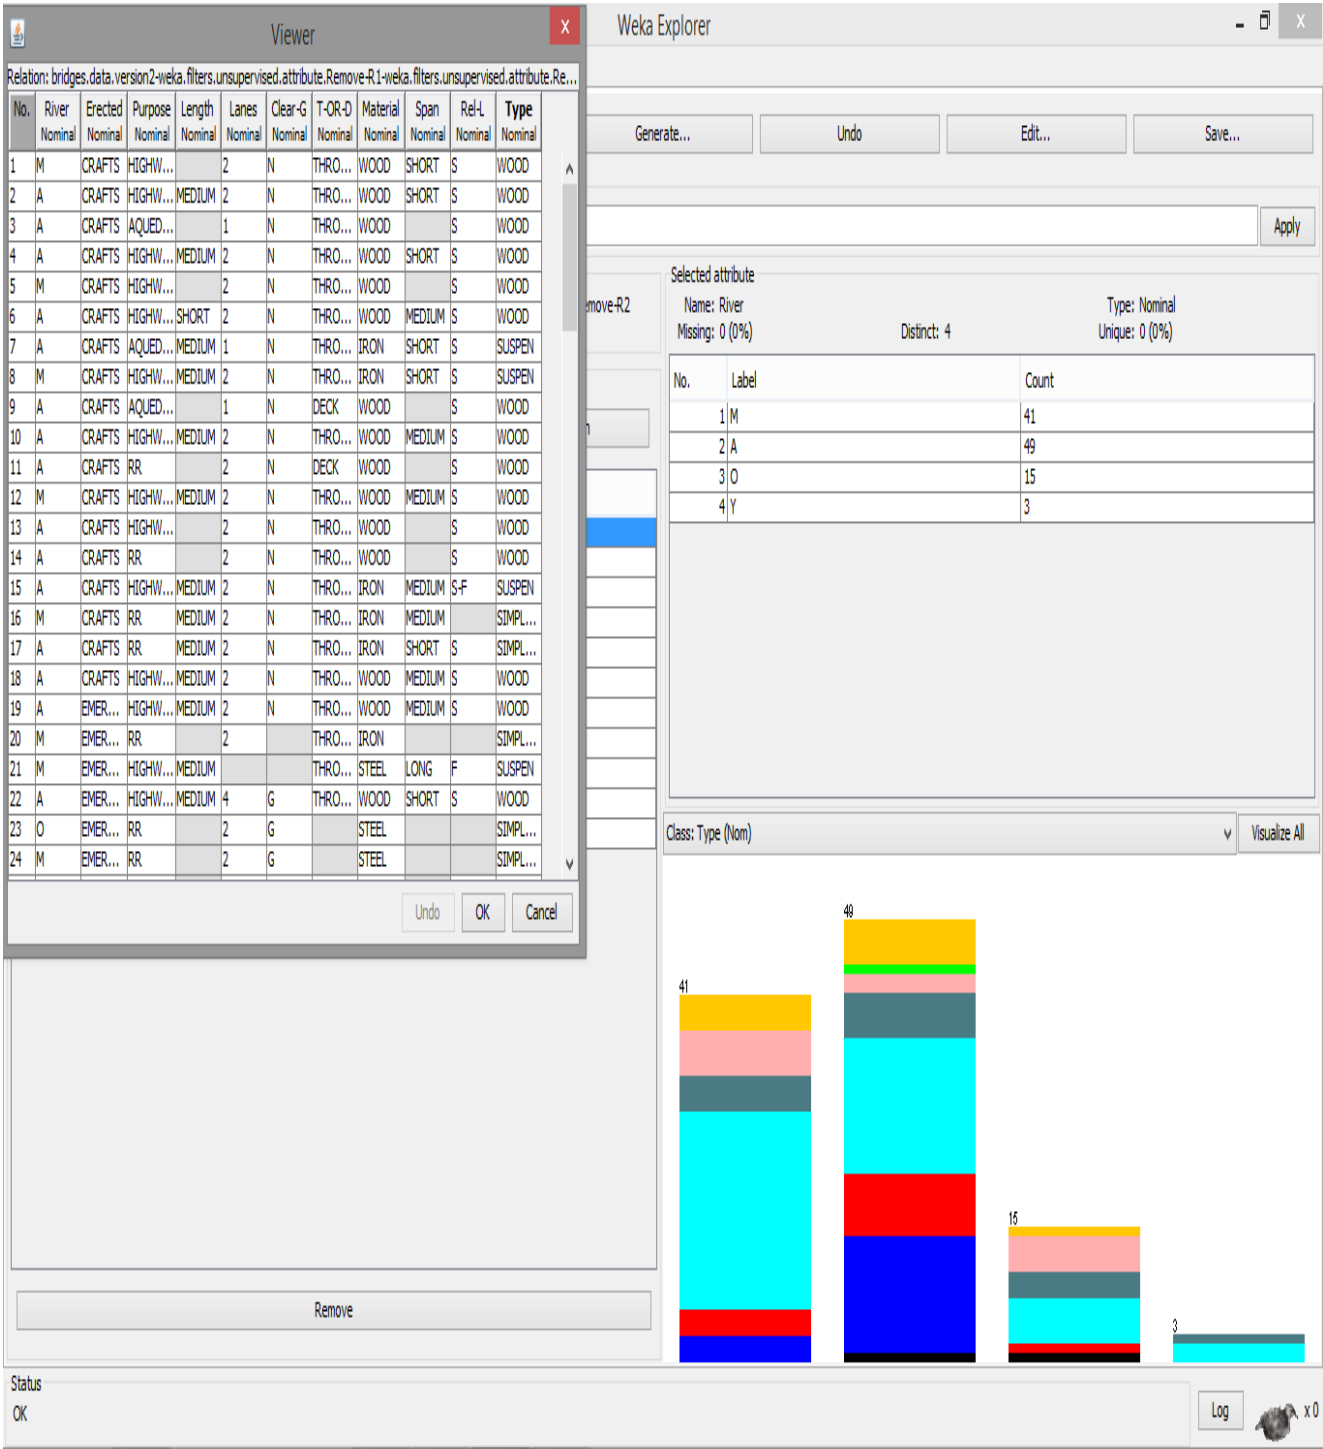 Viewer
x
Weka Explorer
Relation: bridges.data.version2-weka.filters.unsupervised.attribute.Remove-R1-weka.filters.unsupervised.attribute.Re...
No. River Erected Purpose Length Lanes Clear-G T-OR-D Material Span Rel-L Type
Nominal Nominal Nominal Nominal Nominal Nominal Nominal Nominal Nominal Nominal Nominal
1 M CRAFTS HIGHW... 2 N THRO... WOOD SHORT S WOOD
2 A CRAFTS HIGHW... MEDIUM 2 N THRO... WOOD SHORT S WOOD
3 A CRAFTS AQUED... 1 N THRO... WOOD S WOOD
4 A CRAFTS HIGHW... MEDIUM 2 N THRO... WOOD SHORT S WOOD
5 M CRAFTS HIGHW... 2 N THRO... WOOD S WOOD
6 A CRAFTS HIGHW... SHORT 2 N THRO... WOOD MEDIUM S WOOD
7 A CRAFTS AQUED... MEDIUM 1 N THRO... IRON SHORT S SUSPEN
8 M CRAFTS HIGHW... MEDIUM 2 N THRO... IRON SHORT S SUSPEN
9 A CRAFTS AQUED... 1 N DECK WOOD S WOOD
10 A CRAFTS HIGHW... MEDIUM 2 N THRO... WOOD MEDIUM S WOOD
11 A CRAFTS RR 2 N DECK WOOD S WOOD
12 M CRAFTS HIGHW... MEDIUM 2 N THRO... WOOD MEDIUM S WOOD
13 A CRAFTS HIGHW... 2 N THRO... WOOD S WOOD
14 A CRAFTS RR 2 N THRO... WOOD S WOOD
15 A CRAFTS HIGHW... MEDIUM 2 N THRO... IRON MEDIUM S-F SUSPEN
16 M CRAFTS RR MEDIUM 2 N THRO... IRON MEDIUM SIMPL...
17 A CRAFTS RR MEDIUM 2 N THRO... IRON SHORT S SIMPL...
18 A CRAFTS HIGHW... MEDIUM 2 N THRO... WOOD MEDIUM S WOOD
19 A EMER... HIGHW... MEDIUM 2 N THRO... WOOD MEDIUM S WOOD
20 M EMER... RR 2 THRO... IRON SIMPL...
21 M EMER... HIGHW... MEDIUM THRO... STEEL LONG F SUSPEN
22 A EMER... HIGHW... MEDIUM 4 G THRO... WOOD SHORT S WOOD
23 O EMER... RR 2 G STEEL SIMPL...
24 M EMER... RR 2 G STEEL SIMPL...
Undo OK Cancel
Generate... Undo Edit... Save...
Apply
emove-R2
Selected attribute
Name: River Type: Nominal
Missing: 0 (0%) Distinct: 4 Unique: 0 (0%)
No. Label Count
1 M 41
2 A 49
3 O 15
4 Y 3
Class: Type (Nom) Visualize All
41
49
15
3
Remove
Status
OK
Log x 0